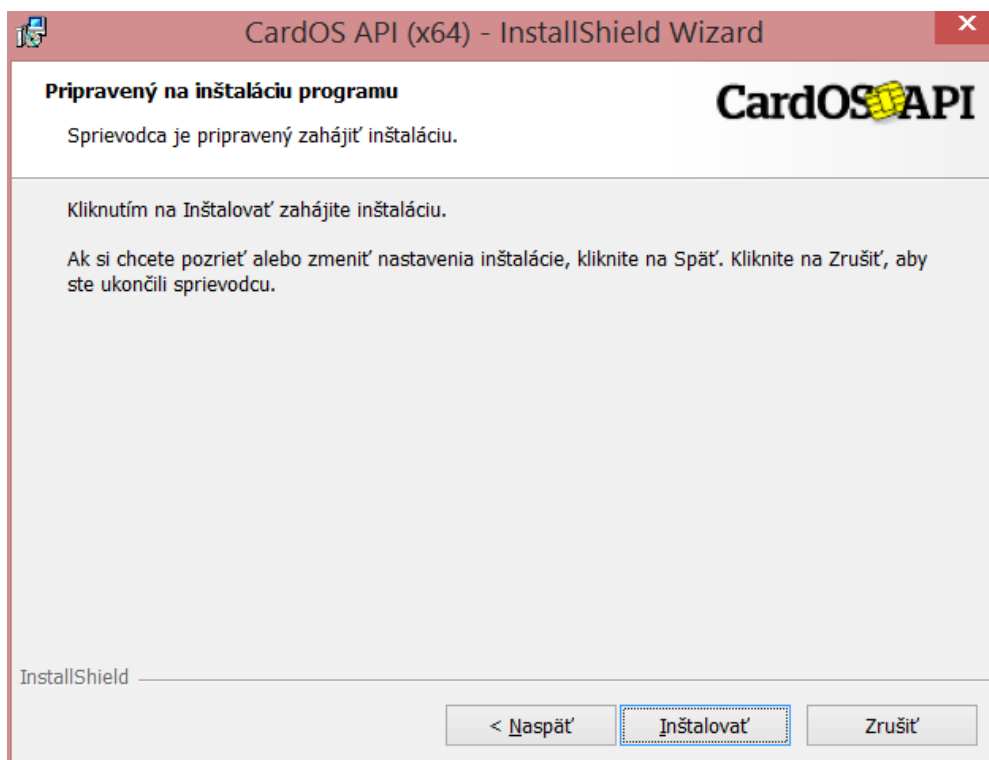 CardOS API (x64) - InstallShield Wizard
Pripravený na inštaláciu programu
CardOS API
Sprievodca je pripravený zahájiť inštaláciu.
Kliknutím na Inštalovať zahájite inštaláciu.
Ak si chcete pozrieť alebo zmeniť nastavenia inštalácie, kliknite na Späť. Kliknite na Zrušiť, aby
ste ukončili sprievodcu.
InstallShield
< Naspäť
Inštalovať
Zrušiť